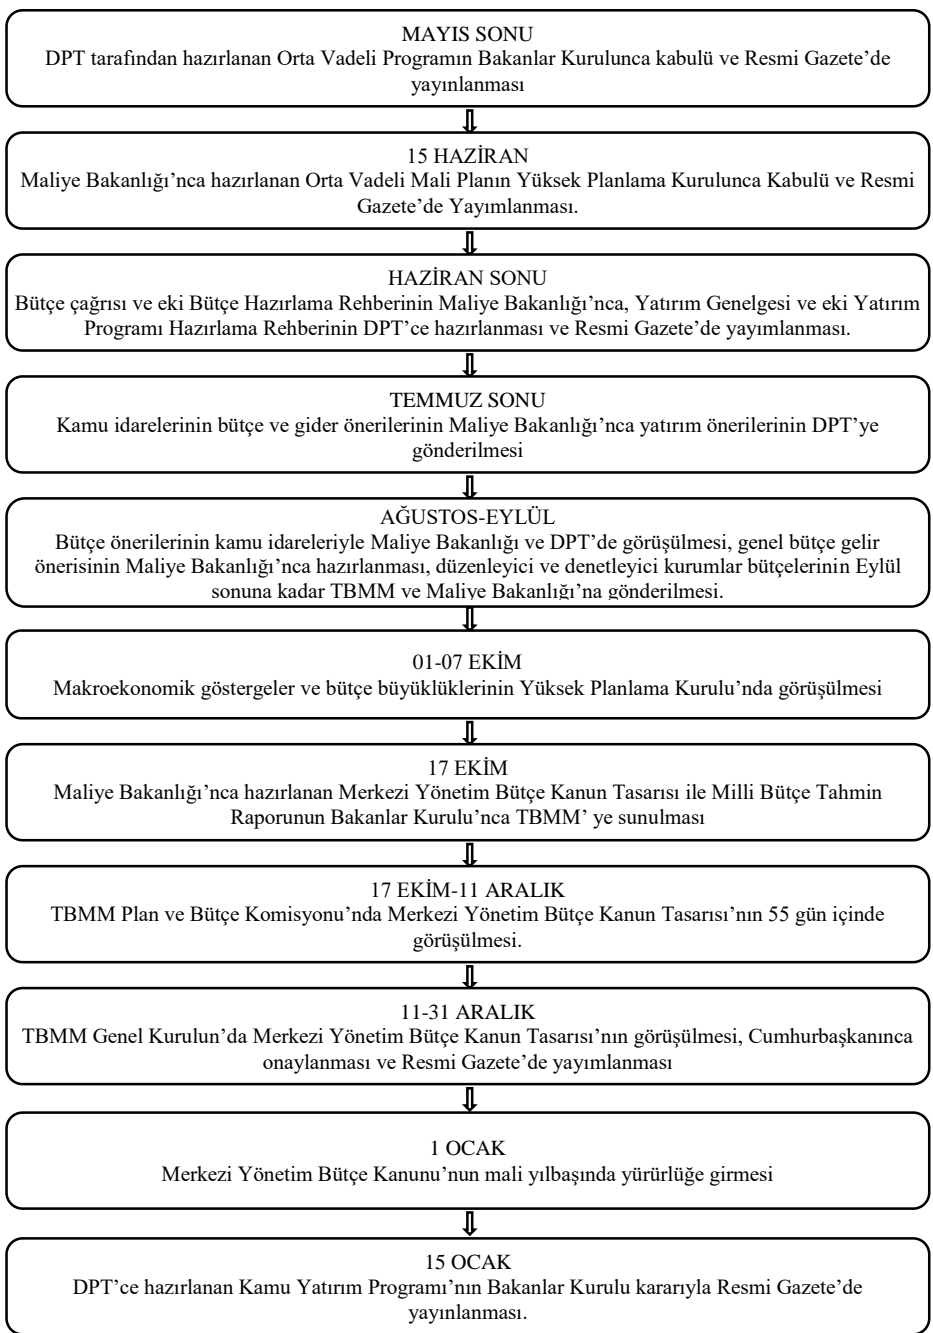 MAYIS SONU
DPT tarafından hazırlanan Orta Vadeli Programın Bakanlar Kurulunca kabulü ve Resmi Gazete’de
yayınlanması
15 HAZİRAN
Maliye Bakanlığı’nca hazırlanan Orta Vadeli Mali Planın Yüksek Planlama Kurulunca Kabulü ve Resmi
Gazete’de Yayımlanması.
HAZİRAN SONU
Bütçe çağrısı ve eki Bütçe Hazırlama Rehberinin Maliye Bakanlığı’nca, Yatırım Genelgesi ve eki Yatırım
Programı Hazırlama Rehberinin DPT’ce hazırlanması ve Resmi Gazete’de yayımlanması.
TEMMUZ SONU
Kamu idarelerinin bütçe ve gider önerilerinin Maliye Bakanlığı’nca yatırım önerilerinin DPT’ye
gönderilmesi
AĞUSTOS-EYLÜL
Bütçe önerilerinin kamu idareleriyle Maliye Bakanlığı ve DPT’de görüşülmesi, genel bütçe gelir
önerisinin Maliye Bakanlığı’nca hazırlanması, düzenleyici ve denetleyici kurumlar bütçelerinin Eylül
sonuna kadar TBMM ve Maliye Bakanlığı’na gönderilmesi.
01-07 EKİM
Makroekonomik göstergeler ve bütçe büyüklüklerinin Yüksek Planlama Kurulu’nda görüşülmesi
17 EKİM
Maliye Bakanlığı’nca hazırlanan Merkezi Yönetim Bütçe Kanun Tasarısı ile Milli Bütçe Tahmin
Raporunun Bakanlar Kurulu’nca TBMM’ ye sunulması
17 EKİM-11 ARALIK
TBMM Plan ve Bütçe Komisyonu’nda Merkezi Yönetim Bütçe Kanun Tasarısı’nın 55 gün içinde
görüşülmesi.
11-31 ARALIK
TBMM Genel Kurulun’da Merkezi Yönetim Bütçe Kanun Tasarısı’nın görüşülmesi, Cumhurbaşkanınca
onaylanması ve Resmi Gazete’de yayımlanması
1 OCAK
Merkezi Yönetim Bütçe Kanunu’nun mali yılbaşında yürürlüğe girmesi
15 OCAK
DPT’ce hazırlanan Kamu Yatırım Programı’nın Bakanlar Kurulu kararıyla Resmi Gazete’de
yayınlanması.